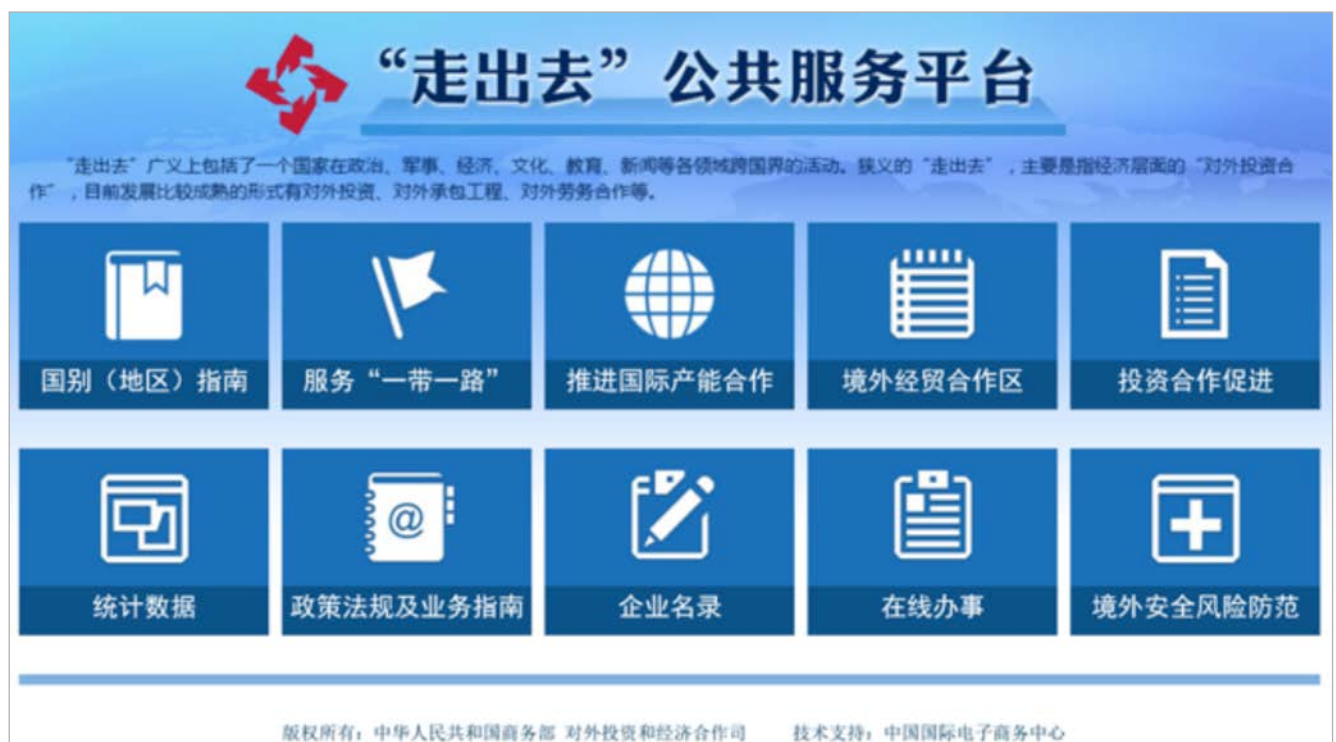 “走出去”公共服务平台
“走出去”广义上包括了一个国家在政治、军事、经济、文化、教育、新闻等各领域跨国界的活动。狭义的“走出去”，主要是指经济层面的“对外投资合
作”，目前发展比较成熟的形式有对外投资、对外承包工程、对外劳务合作等。
国别（地区）指南
服务“一带一路”
推进国际产能合作
境外经贸合作区
投资合作促进
@
统计数据
政策法规及业务指南
企业名录
在线办事
境外安全风险防范
版权所有：中华人民共和国商务部 对外投资和经济合作司 技术支持：中国国际电子商务中心